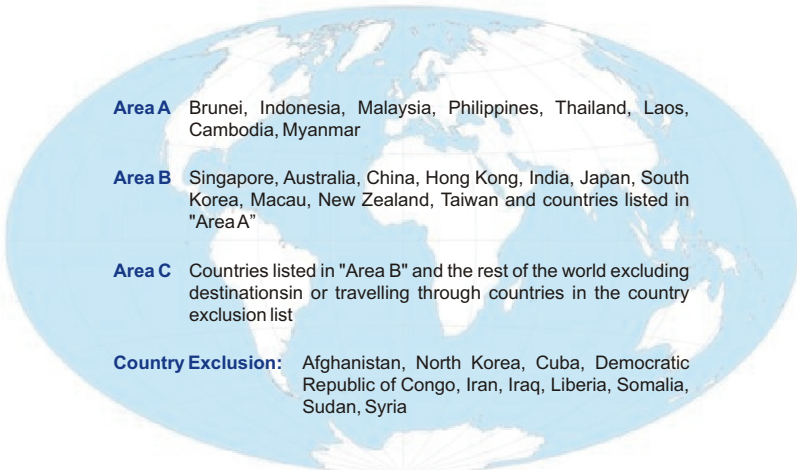 Area A Brunei, Indonesia, Malaysia, Philippines, Thailand, Laos,
Cambodia, Myanmar
Area B Singapore, Australia, China, Hong Kong, India, Japan, South
Korea, Macau, New Zealand, Taiwan and countries listed in
"Area A”
Area C Countries listed in "Area B" and the rest of the world excluding
destinationsin or travelling through countries in the country
exclusion list
Country Exclusion: Afghanistan, North Korea, Cuba, Democratic
Republic of Congo, Iran, Iraq, Liberia, Somalia,
Sudan, Syria